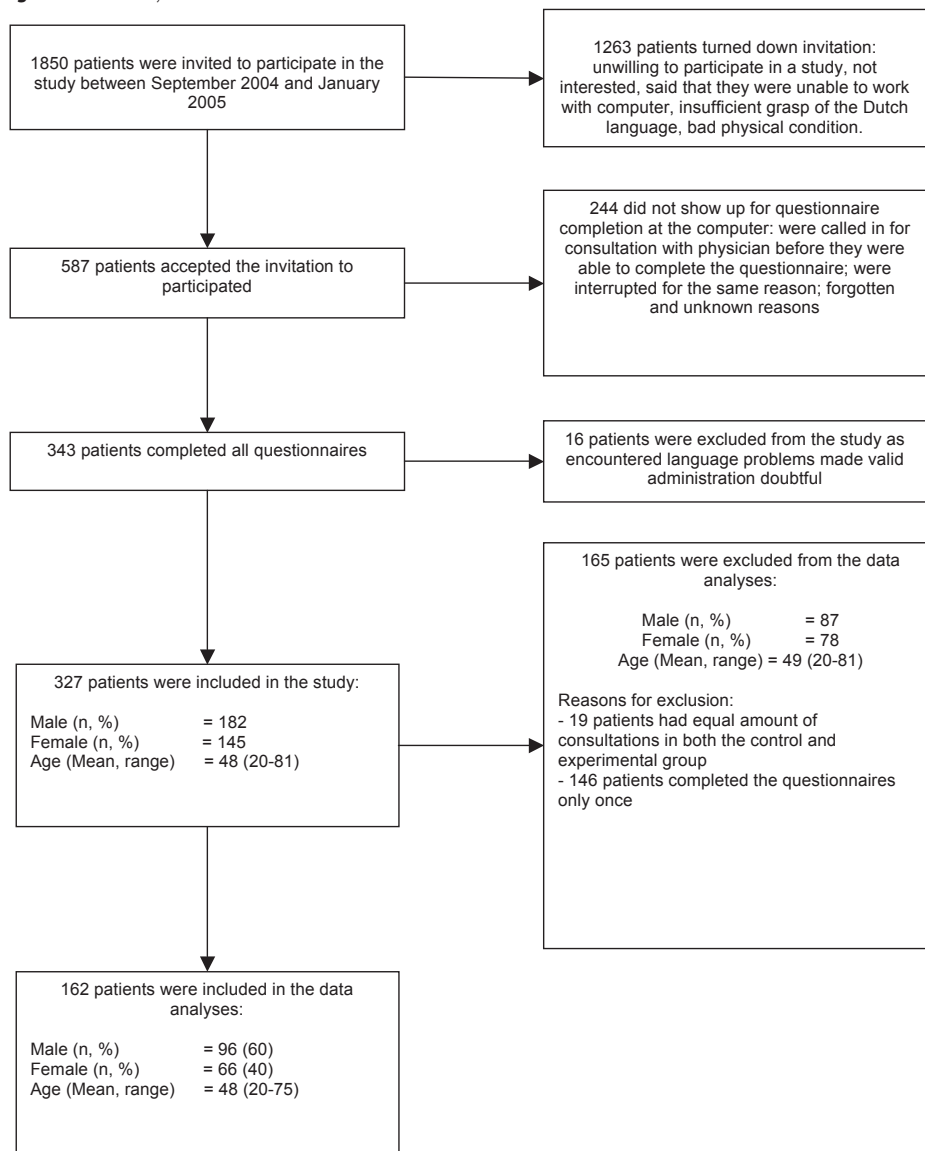 1850 patients were invited to participate in the
study between September 2004 and January
2005
1263 patients turned down invitation:
unwilling to participate in a study, not
interested, said that they were unable to work
with computer, insufficient grasp of the Dutch
language, bad physical condition.
587 patients accepted the invitation to
participated
244 did not show up for questionnaire
completion at the computer: were called in for
consultation with physician before they were
able to complete the questionnaire; were
interrupted for the same reason; forgotten
and unknown reasons
343 patients completed all questionnaires
16 patients were excluded from the study as
encountered language problems made valid
administration doubtful
327 patients were included in the study:
Male (n, %) = 182
Female (n, %) = 145
Age (Mean, range) = 48 (20-81)
165 patients were excluded from the data
analyses:
Male (n, %) = 87
Female (n, %) = 78
Age (Mean, range) = 49 (20-81)
Reasons for exclusion:
- 19 patients had equal amount of
consultations in both the control and
experimental group
- 146 patients completed the questionnaires
only once
162 patients were included in the data
analyses:
Male (n, %) = 96 (60)
Female (n, %) = 66 (40)
Age (Mean, range) = 48 (20-75)